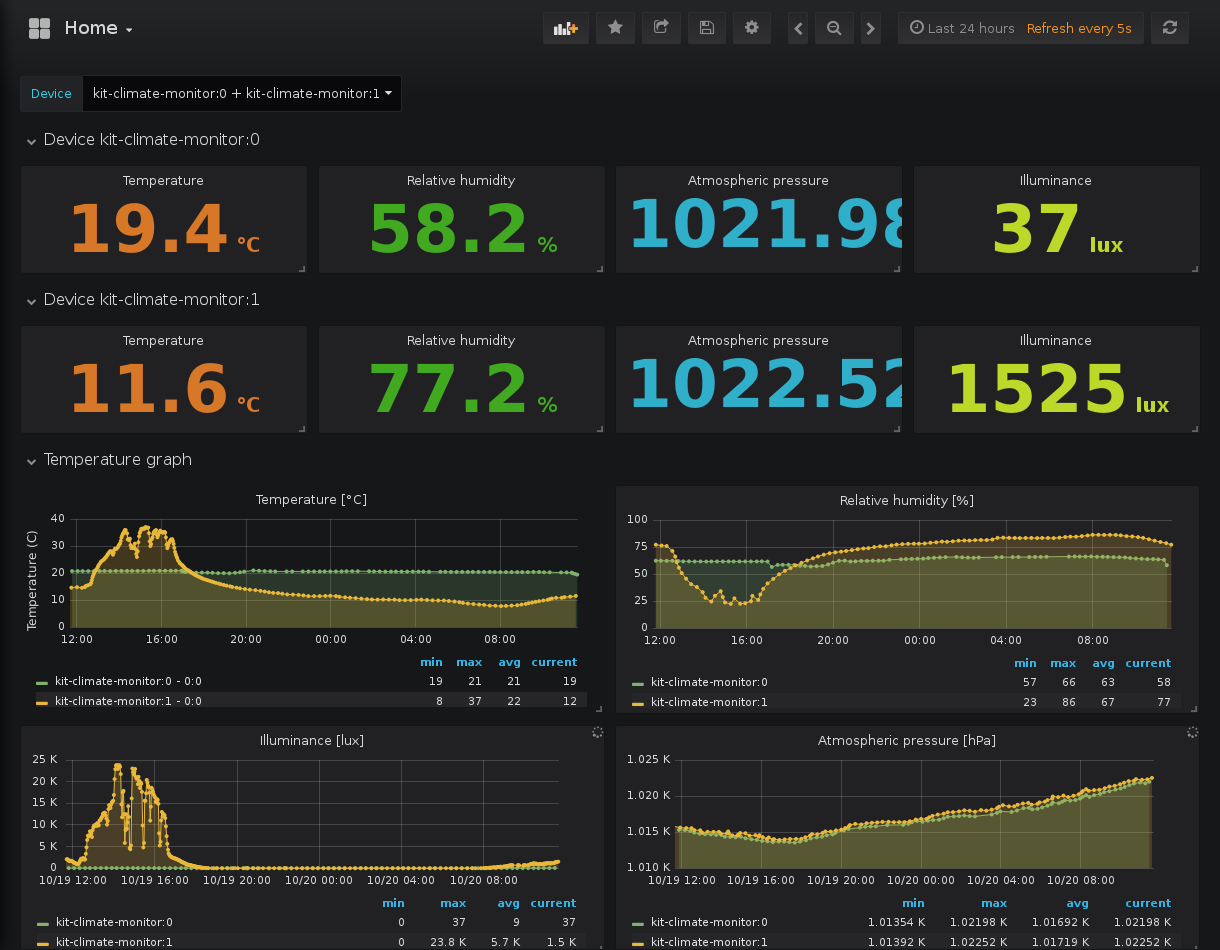 Home
Last 24 hours Refresh every 5s
Device kit-climate-monitor:0 + kit-climate-monitor:1
Device kit-climate-monitor:0
Temperature Relative humidity Atmospheric pressure Illuminance
19.4 °C 58.2 % 1021.98 37 lux
Device kit-climate-monitor:1
Temperature Relative humidity Atmospheric pressure Illuminance
11.6 °C 77.2 % 1022.52 1525 lux
Temperature graph
Temperature [°C]
Temperature (C)
40
30
20
10
0
12:00 16:00 20:00 00:00 04:00 08:00
min max avg current
kit-climate-monitor:0 - 0:0 19 21 21 19
kit-climate-monitor:1 - 0:0 8 37 22 12
Relative humidity [%]
100
75
50
25
0
12:00 16:00 20:00 00:00 04:00 08:00
min max avg current
kit-climate-monitor:0 57 66 63 58
kit-climate-monitor:1 23 86 67 77
Illuminance [lux]
25 K
20 K
15 K
10 K
5 K
0
10/19 12:00 10/19 16:00 10/19 20:00 10/20 00:00 10/20 04:00 10/20 08:00
min max avg current
kit-climate-monitor:0 0 37 9 37
kit-climate-monitor:1 0 23.8 K 5.7 K 1.5 K
Atmospheric pressure [hPa]
1.025 K
1.020 K
1.015 K
1.010 K
10/19 12:00 10/19 16:00 10/19 20:00 10/20 00:00 10/20 04:00 10/20 08:00
min max avg current
kit-climate-monitor:0 1.01354 K 1.02198 K 1.01692 K 1.02198 K
kit-climate-monitor:1 1.01392 K 1.02252 K 1.01719 K 1.02252 K